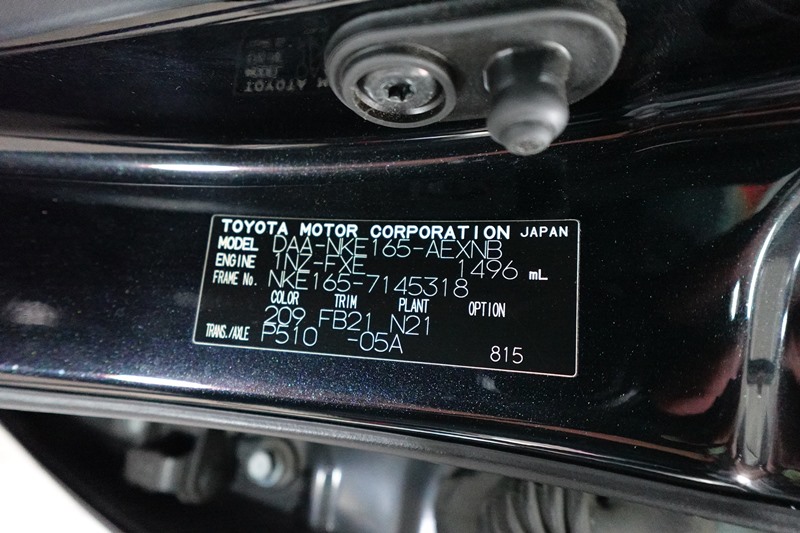 TOYOTA MOTOR CORPORATION JAPAN
MODEL DAA-NKE165-AEXNB
ENGINE 1NZ-FXE 1496 mL
FRAME No. NKE165-7145318
COLOR TRIM PLANT OPTION
209 FB21 N21
TRANS./AXLE P510 -05A
815